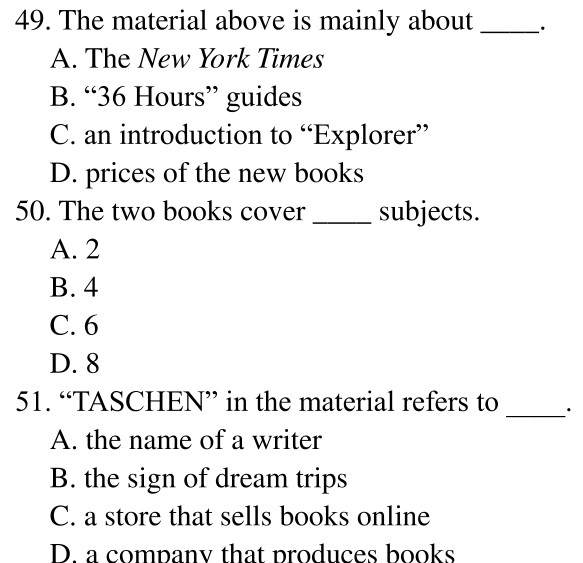 49. The material above is mainly about ____.
A. The New York Times
B. “36 Hours” guides
C. an introduction to “Explorer”
D. prices of the new books
50. The two books cover ____ subjects.
A. 2
B. 4
C. 6
D. 8
51. “TASCHEN” in the material refers to ____.
A. the name of a writer
B. the sign of dream trips
C. a store that sells books online
D. a company that produces books